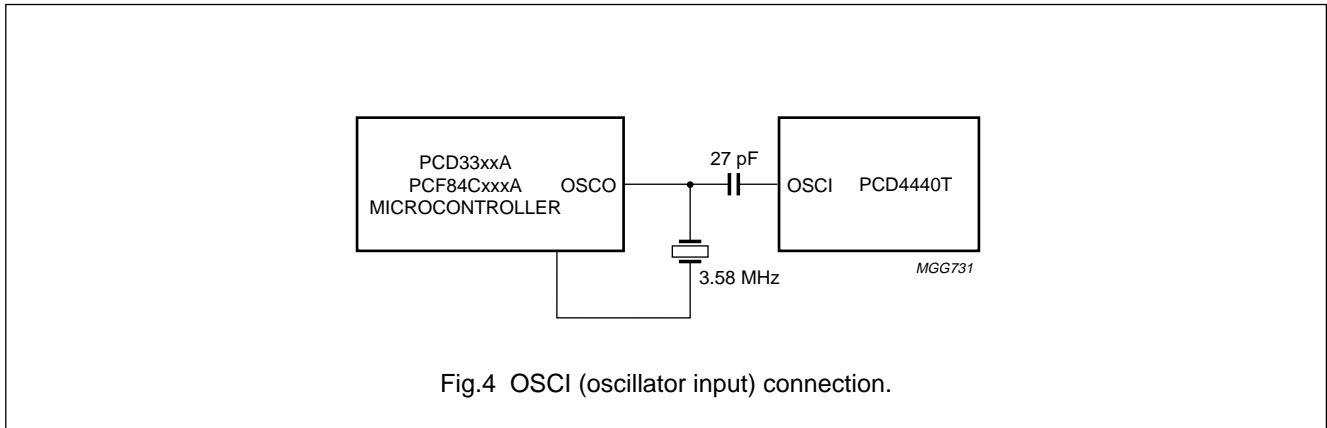 PCD33xxA
PCF84CxxxA
MICROCONTROLLER
OSCO
27 pF
OSCI
PCD4440T
3.58 MHz
MGG731
Fig.4 OSCI (oscillator input) connection.